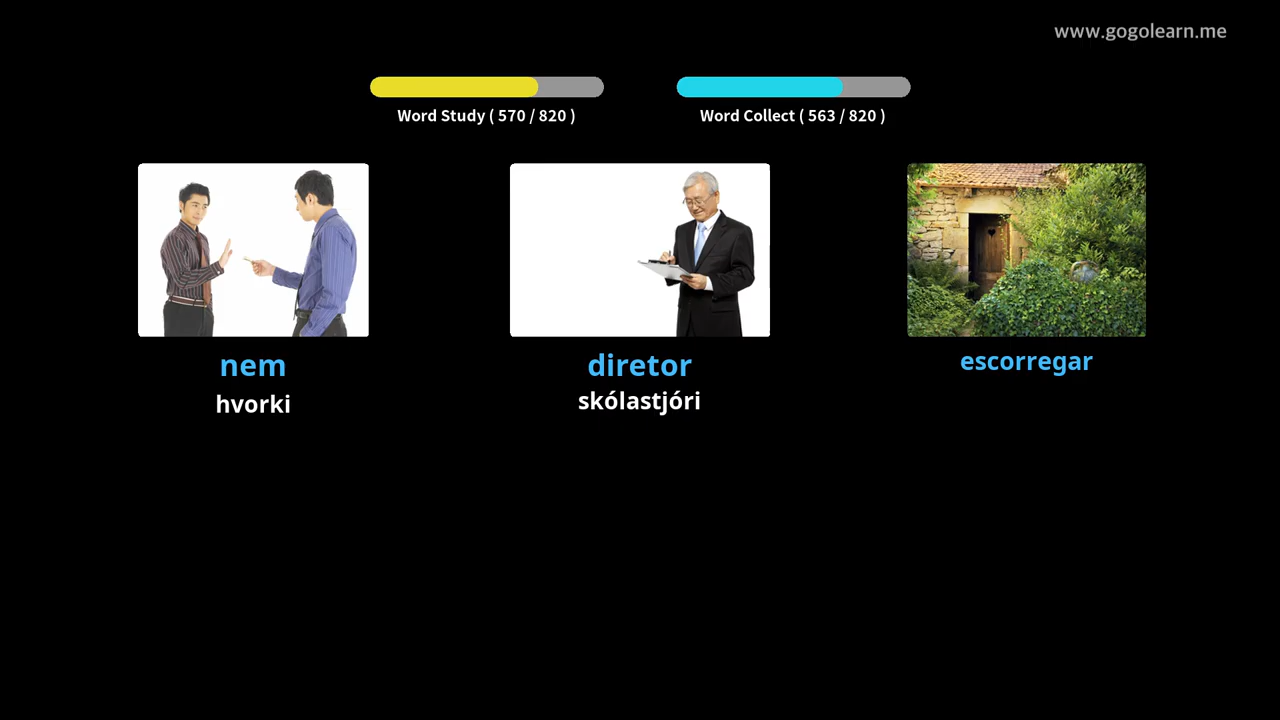 www.gogolearn.me
Word Study ( 570 / 820 )
Word Collect ( 563 / 820 )
nem
hvorki
diretor
skólastjóri
escorregar